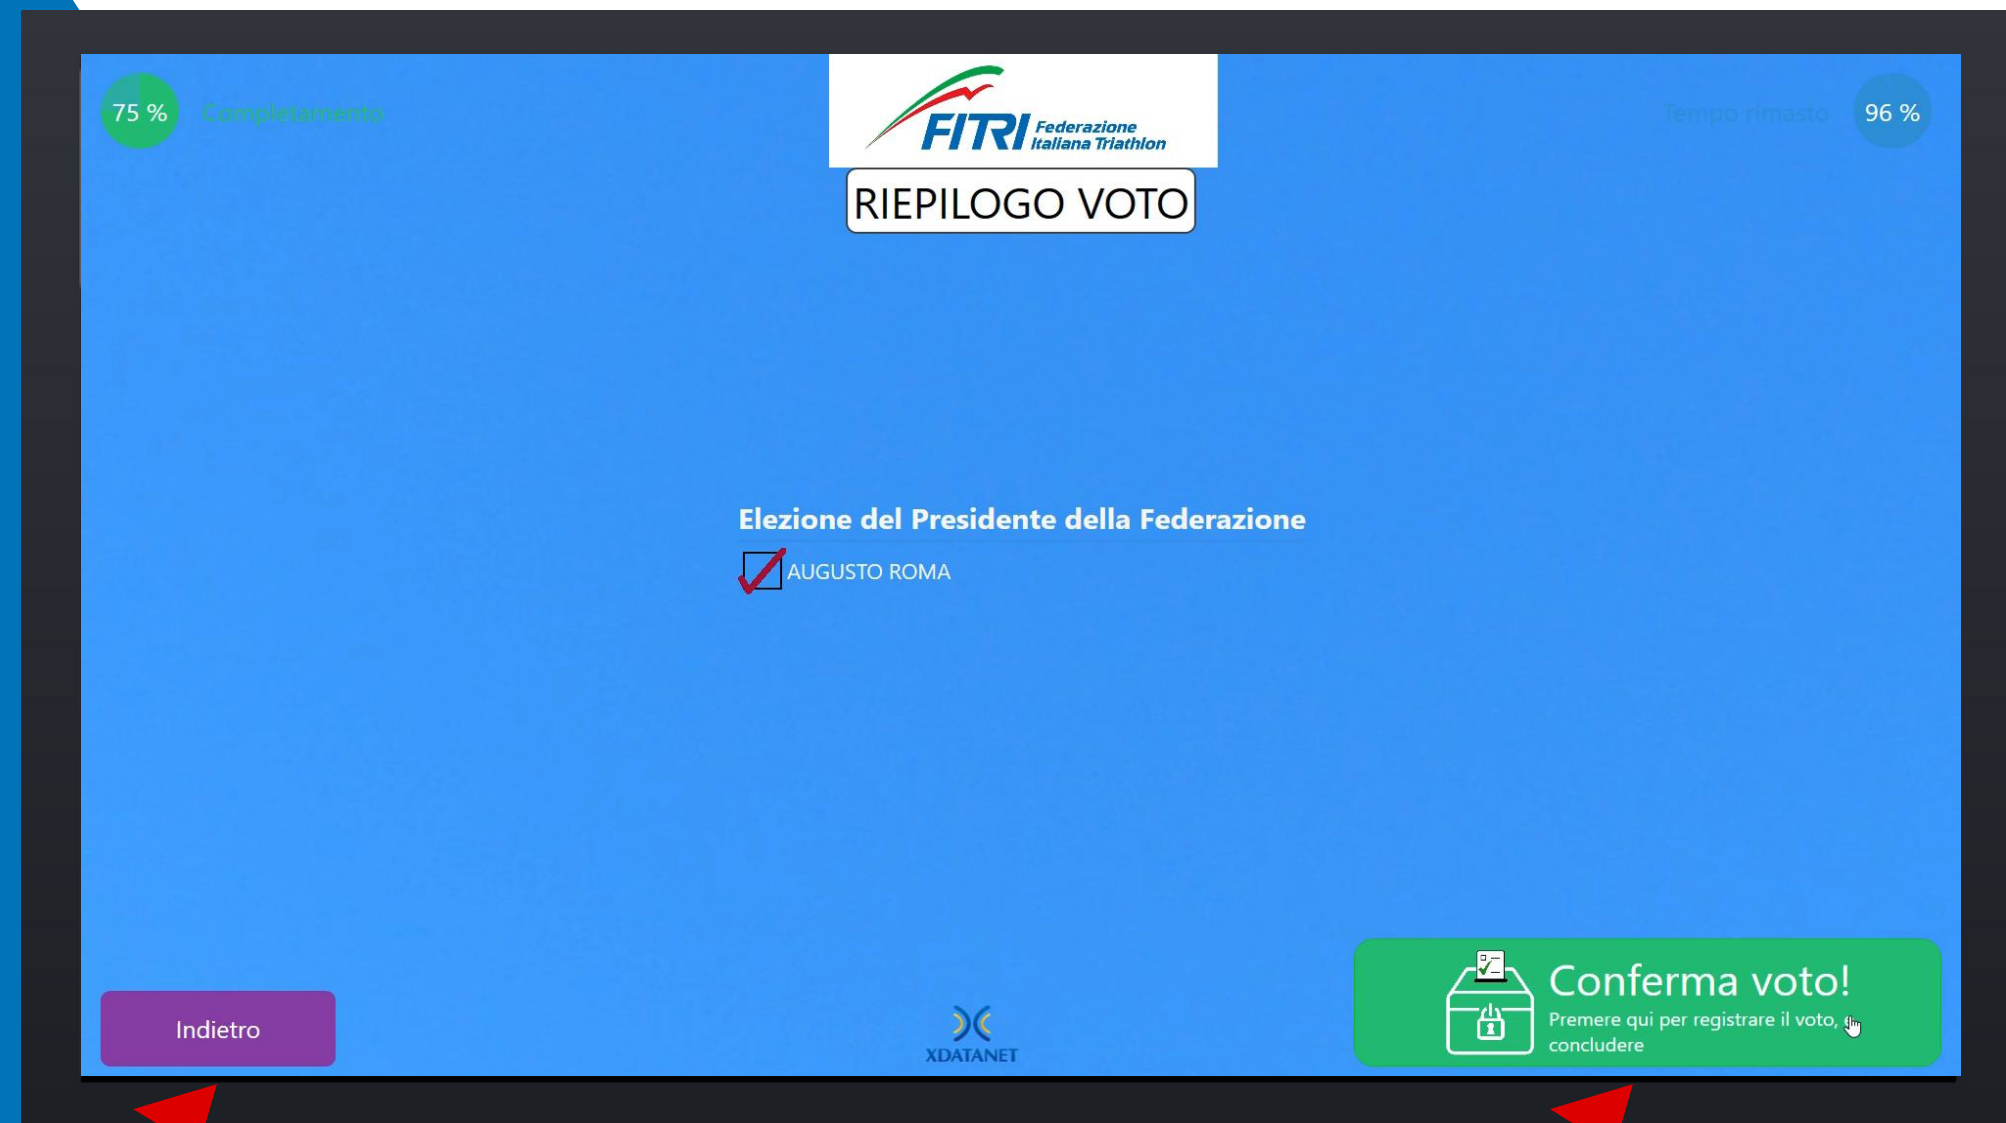 75 %
Completamento
FITRI
Federazione
Italiana Triathlon
Tempo rimasto
96 %
RIEPILOGO VOTO
Elezione del Presidente della Federazione
AUGUSTO ROMA
Indietro
XDATANET
Conferma voto!
Premere qui per registrare il voto, e
concludere